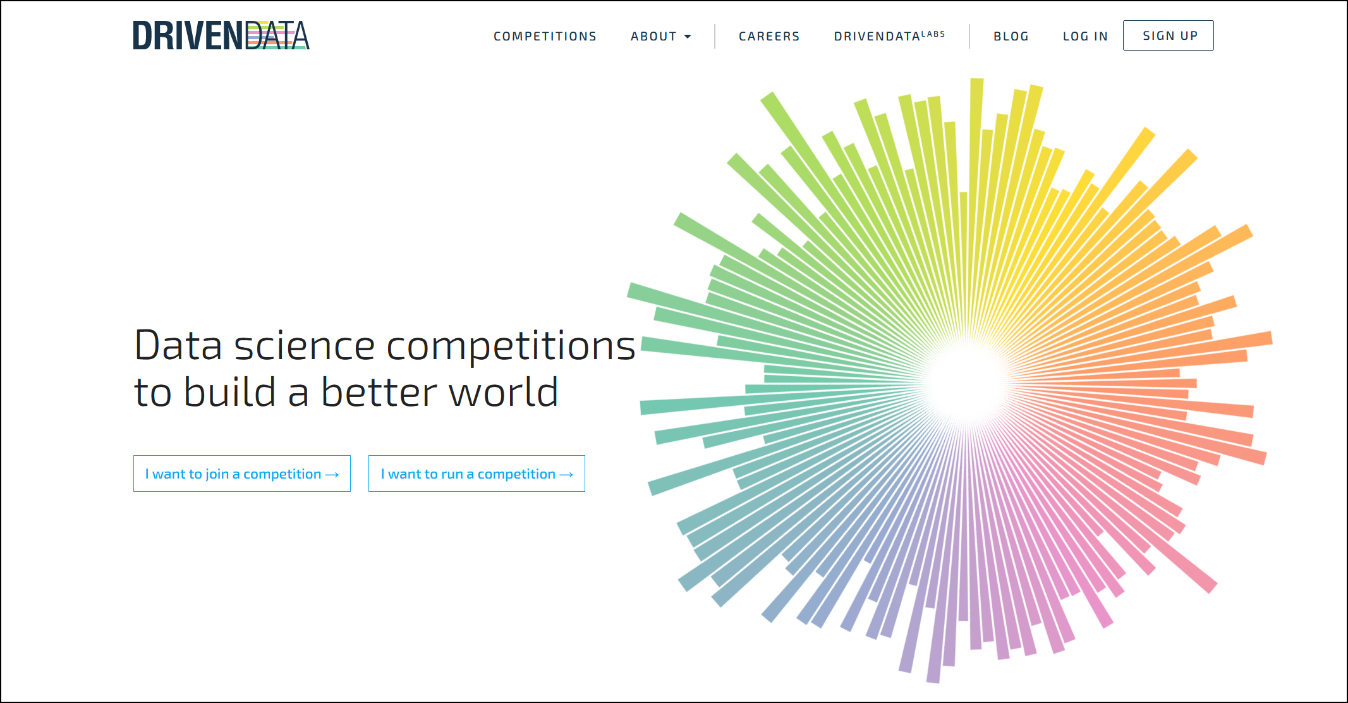 DRIVENDATA
COMPETITIONS ABOUT CAREERS DRIVENDATALABS BLOG LOG IN SIGN UP
Data science competitions
to build a better world
I want to join a competition → I want to run a competition →